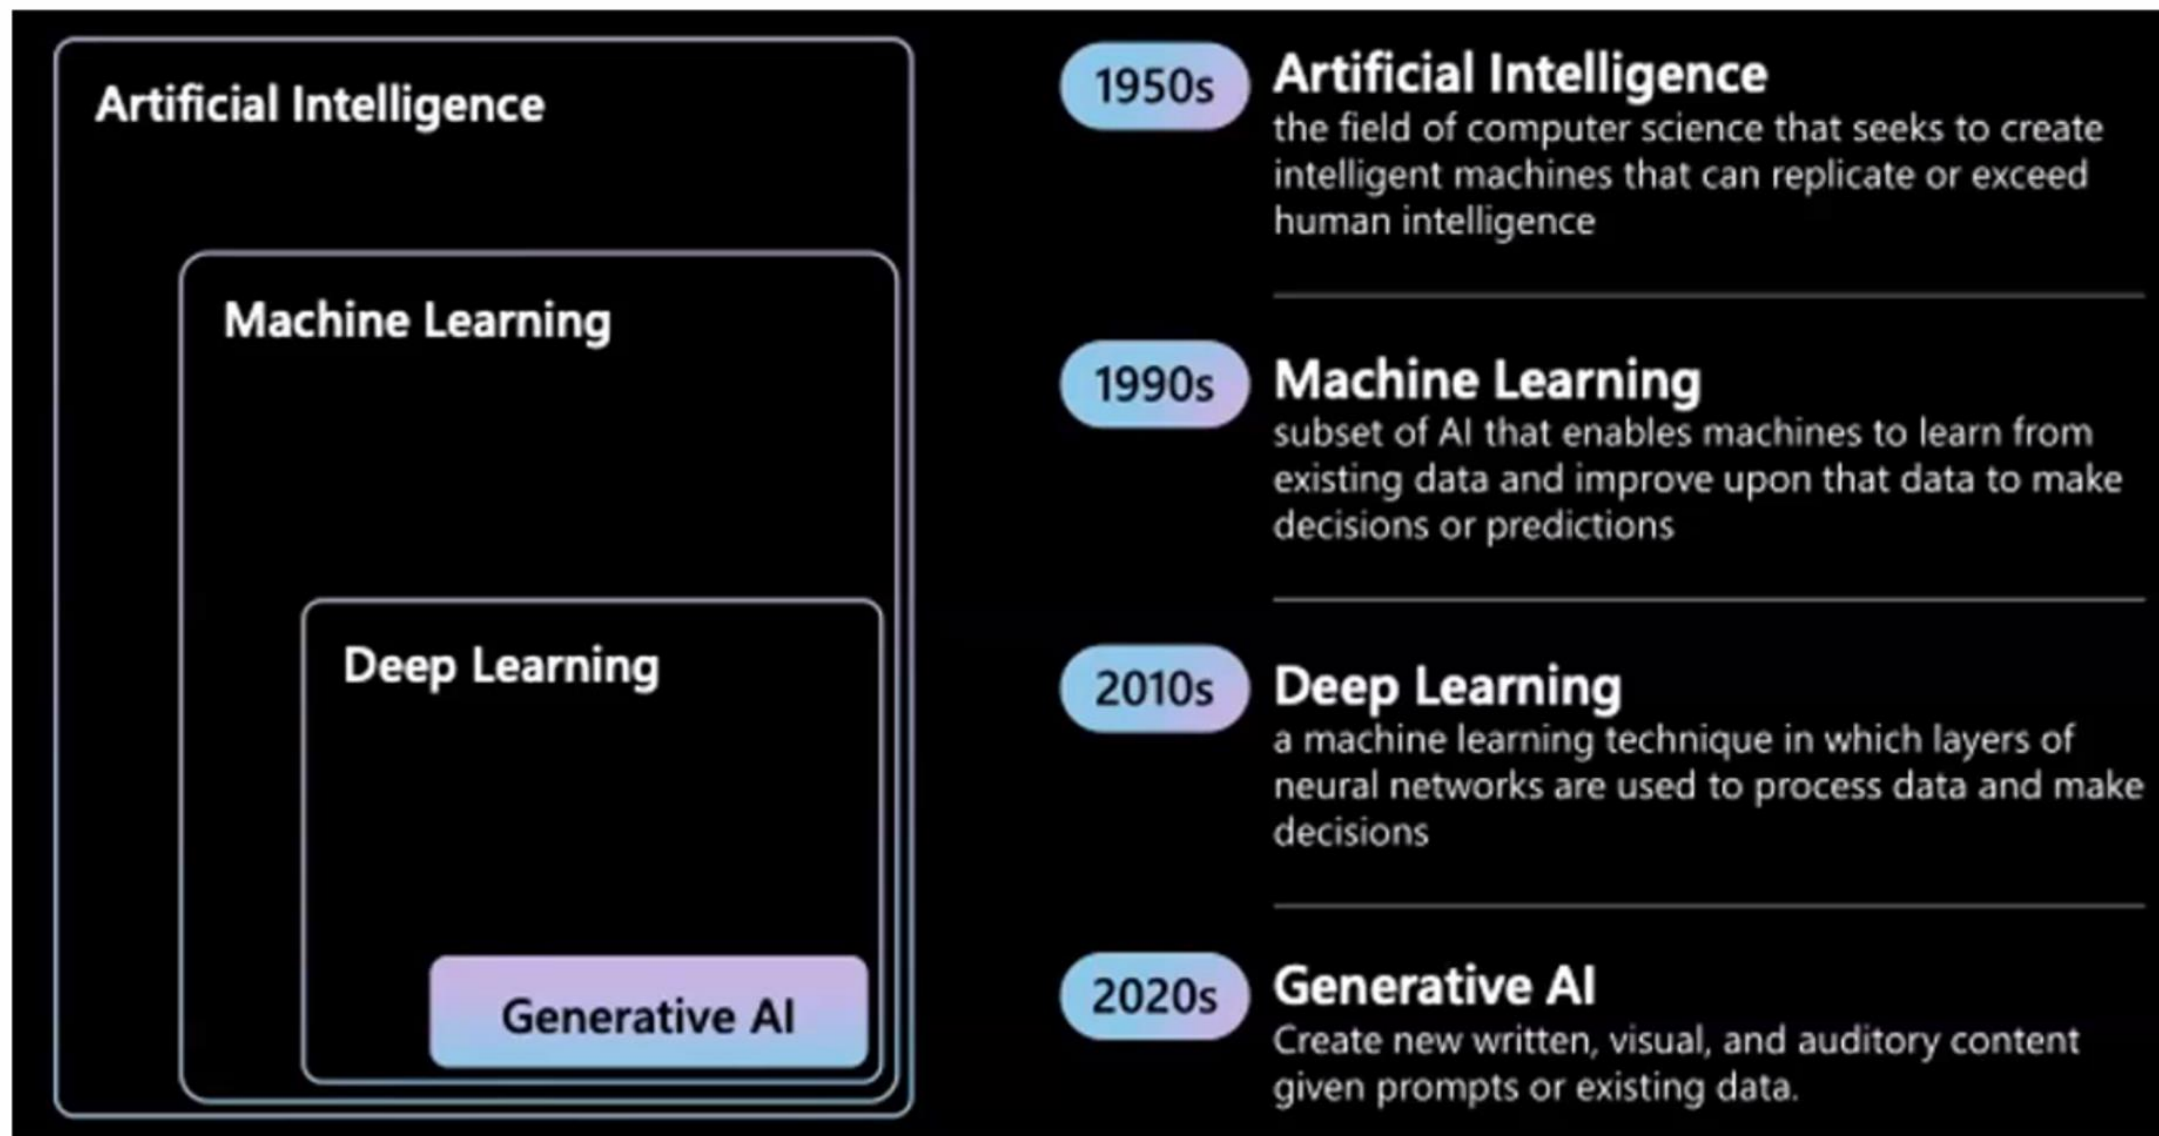 Artificial Intelligence
Machine Learning
Deep Learning
Generative AI
1950s
Artificial Intelligence
the field of computer science that seeks to create
intelligent machines that can replicate or exceed
human intelligence
1990s
Machine Learning
subset of AI that enables machines to learn from
existing data and improve upon that data to make
decisions or predictions
2010s
Deep Learning
a machine learning technique in which layers of
neural networks are used to process data and make
decisions
2020s
Generative AI
Create new written, visual, and auditory content
given prompts or existing data.